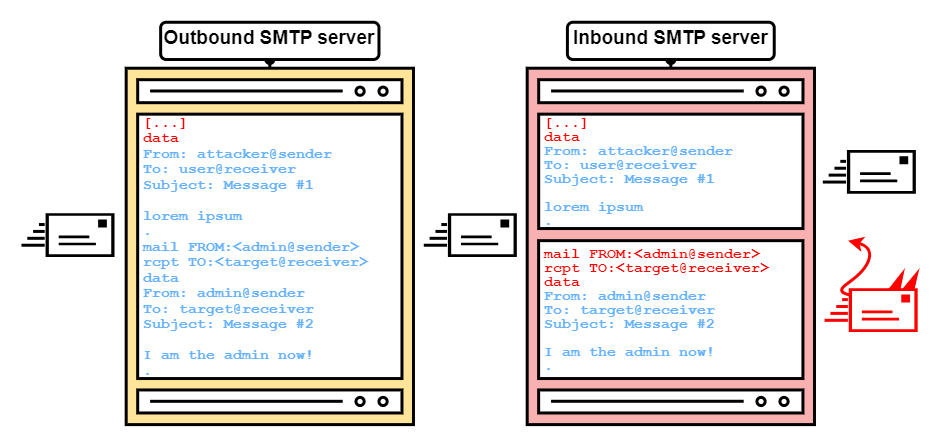 Outbound SMTP server
[...]
data
From: attacker@sender
To: user@receiver
Subject: Message #1
lorem ipsum
.
mail FROM:<admin@sender>
rcpt TO:<target@receiver>
data
From: admin@sender
To: target@receiver
Subject: Message #2
I am the admin now!
.
Inbound SMTP server
[...]
data
From: attacker@sender
To: user@receiver
Subject: Message #1
lorem ipsum
.
mail FROM:<admin@sender>
rcpt TO:<target@receiver>
data
From: admin@sender
To: target@receiver
Subject: Message #2
I am the admin now!
.